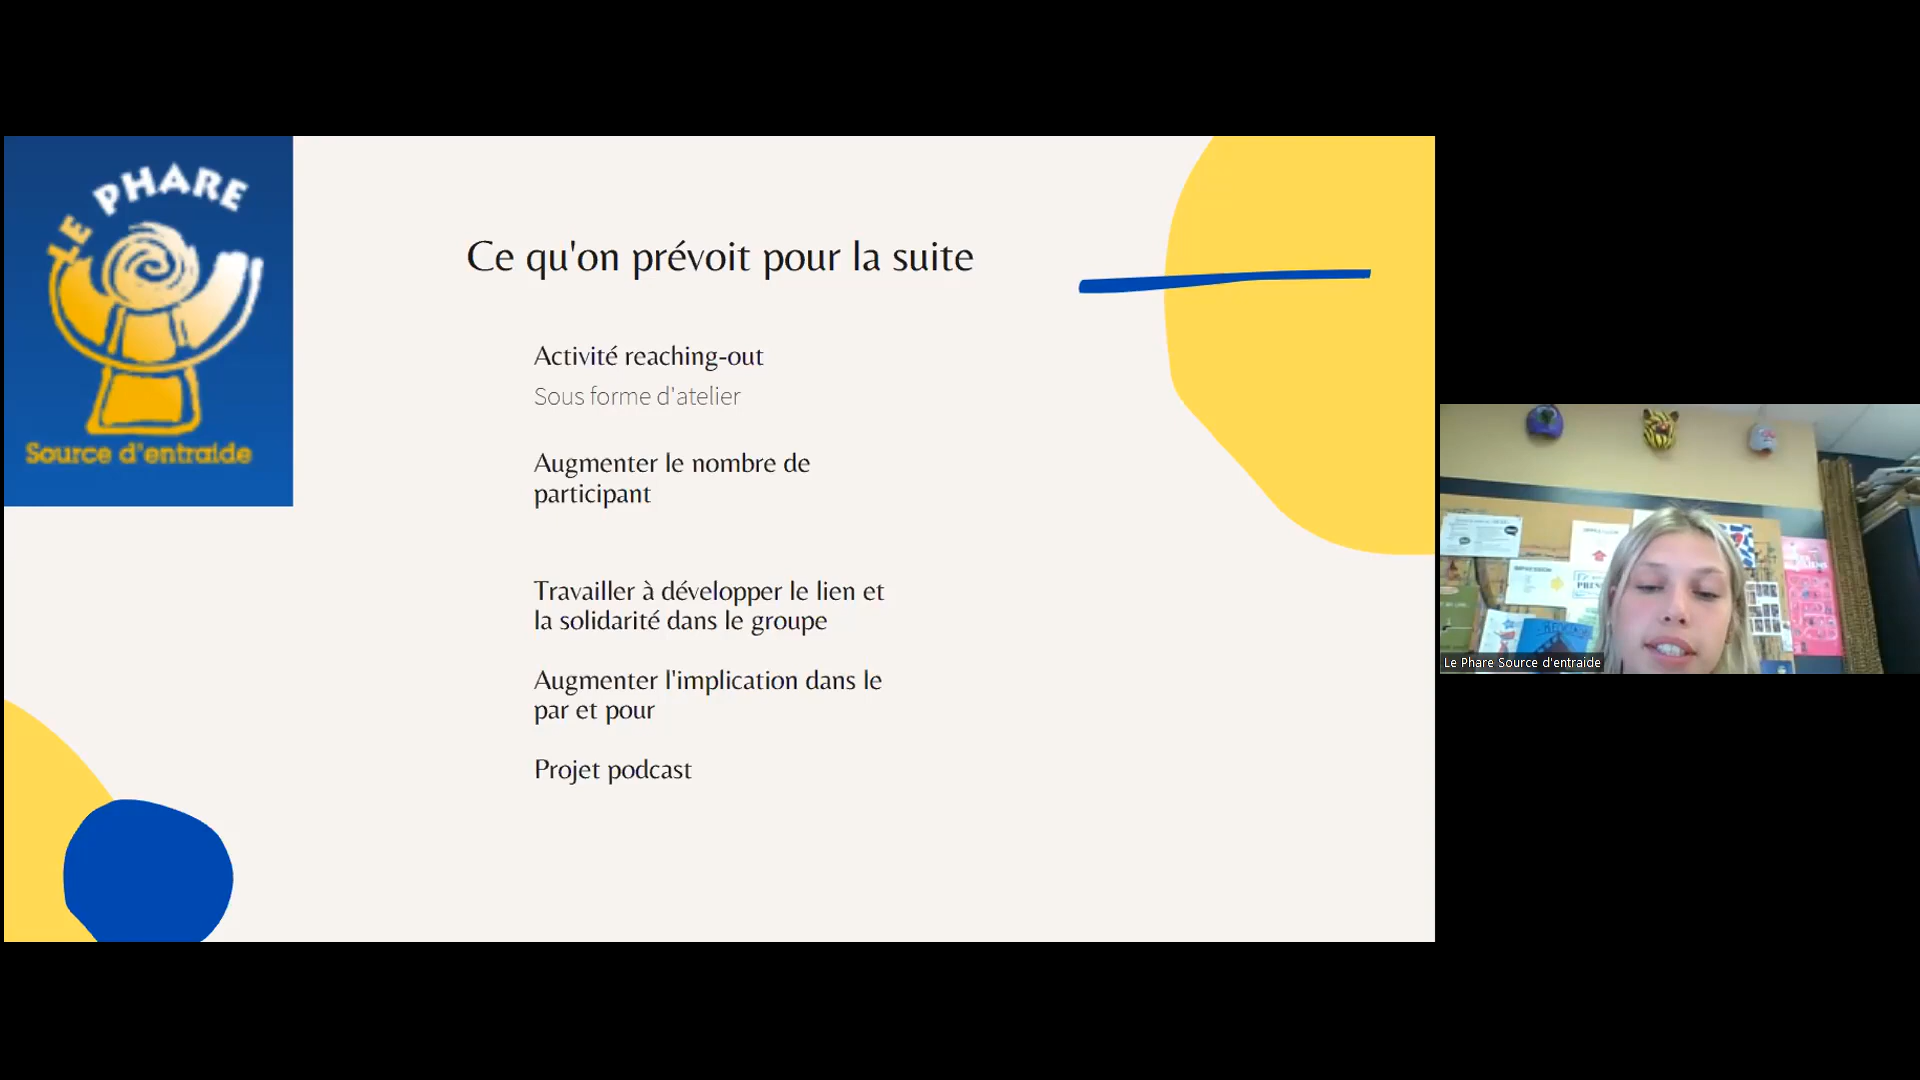 LE PHARE
Source d'entraide
Ce qu'on prévoit pour la suite
Activité reaching-out
Sous forme d'atelier
Augmenter le nombre de
participant
Travailler à développer le lien et
la solidarité dans le groupe
Augmenter l'implication dans le
par et pour
Projet podcast
Le Phare Source d'entraide